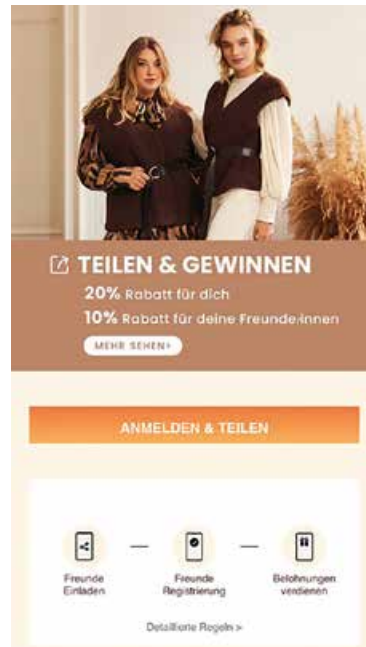 TEILEN & GEWINNEN
20% Rabatt für dich
10% Rabatt für deine Freunde:innen
MEHR SEHEN>
ANMELDEN & TEILEN
Freunde
Einladen
Freunde
Registrierung
Belohnungen
verdienen
Detaillierte Regeln >